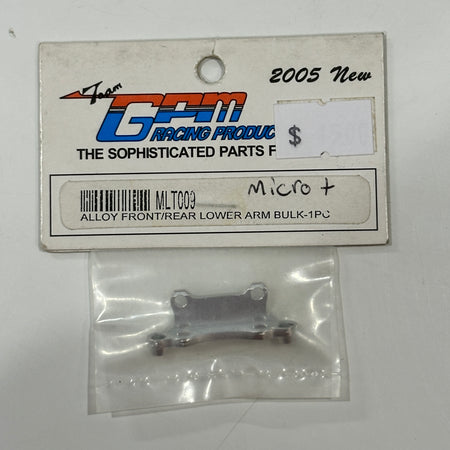 Team
2005 New
GPM
RACING PRODUC
$
THE SOPHISTICATED PARTS F
MLT009
Micro t
ALLOY FRONT/REAR LOWER ARM BULK-1PC